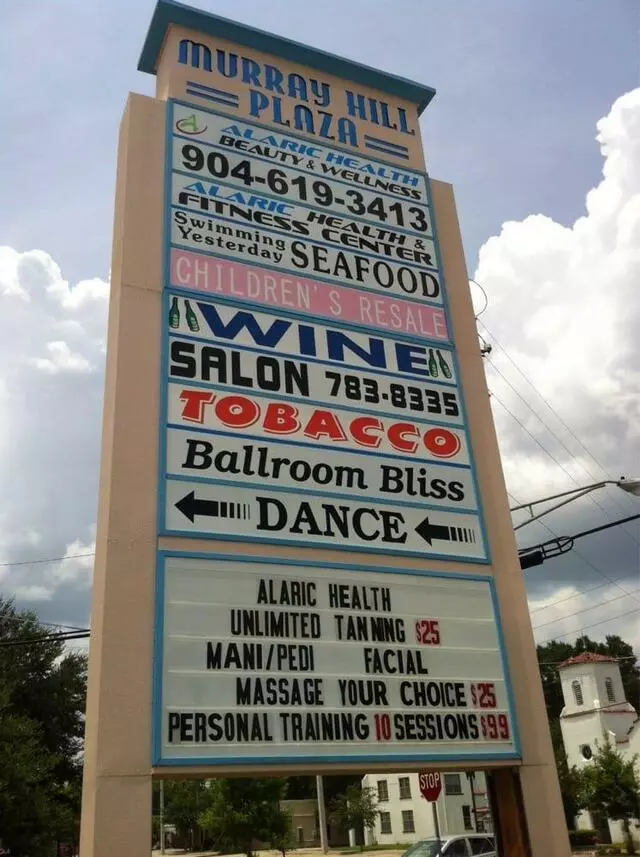 MURRAY HILL
PLAZA
ALARIC HEALTH
BEAUTY & WELLNESS
904-619-3413
ALARIC HEALTH &
FITNESS CENTER
Swimming
Yesterday SEAFOOD
CHILDREN'S RESALE
WINE
SALON 783-8335
TOBACCO
Ballroom Bliss
DANCE
ALARIC HEALTH
UNLIMITED TANNING $25
MANI/PEDI FACIAL
MASSAGE YOUR CHOICE $25
PERSONAL TRAINING 10 SESSIONS $99
STOP